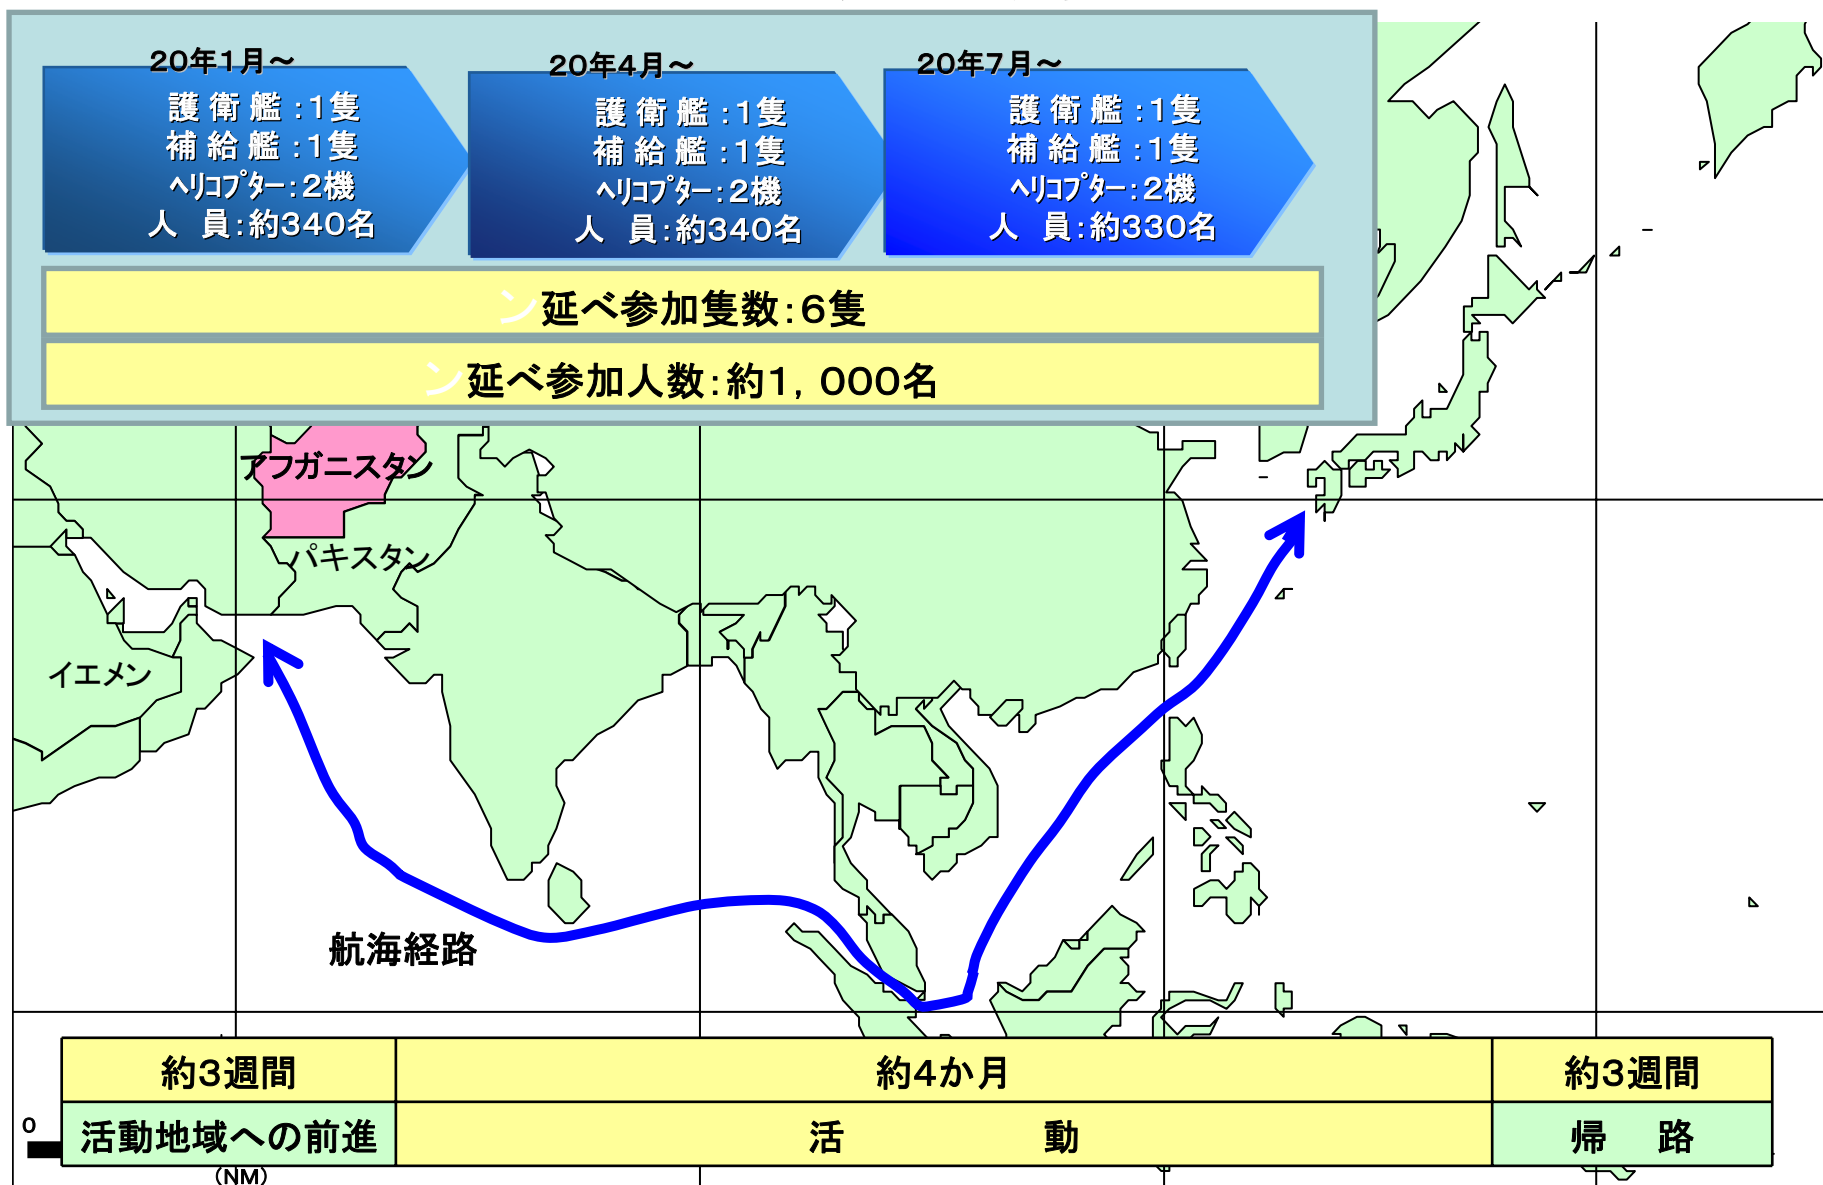 20年1月～
護 衛 艦 ：1隻
補 給 艦 ：1隻
ﾍﾘｺﾌﾟﾀｰ：2機
人　員：約340名
20年4月～
護 衛 艦 ：1隻
補 給 艦 ：1隻
ﾍﾘｺﾌﾟﾀｰ：2機
人　員：約340名
20年7月～
護 衛 艦 ：1隻
補 給 艦 ：1隻
ﾍﾘｺﾌﾟﾀｰ：2機
人　員：約330名
ン延べ参加隻数：6隻
ン延べ参加人数：約1，000名
アフガニスタン
パキスタン
イエメン
航海経路
約3週間
約4か月
約3週間
活動地域への前進
活　動
帰　路
0
(NM)